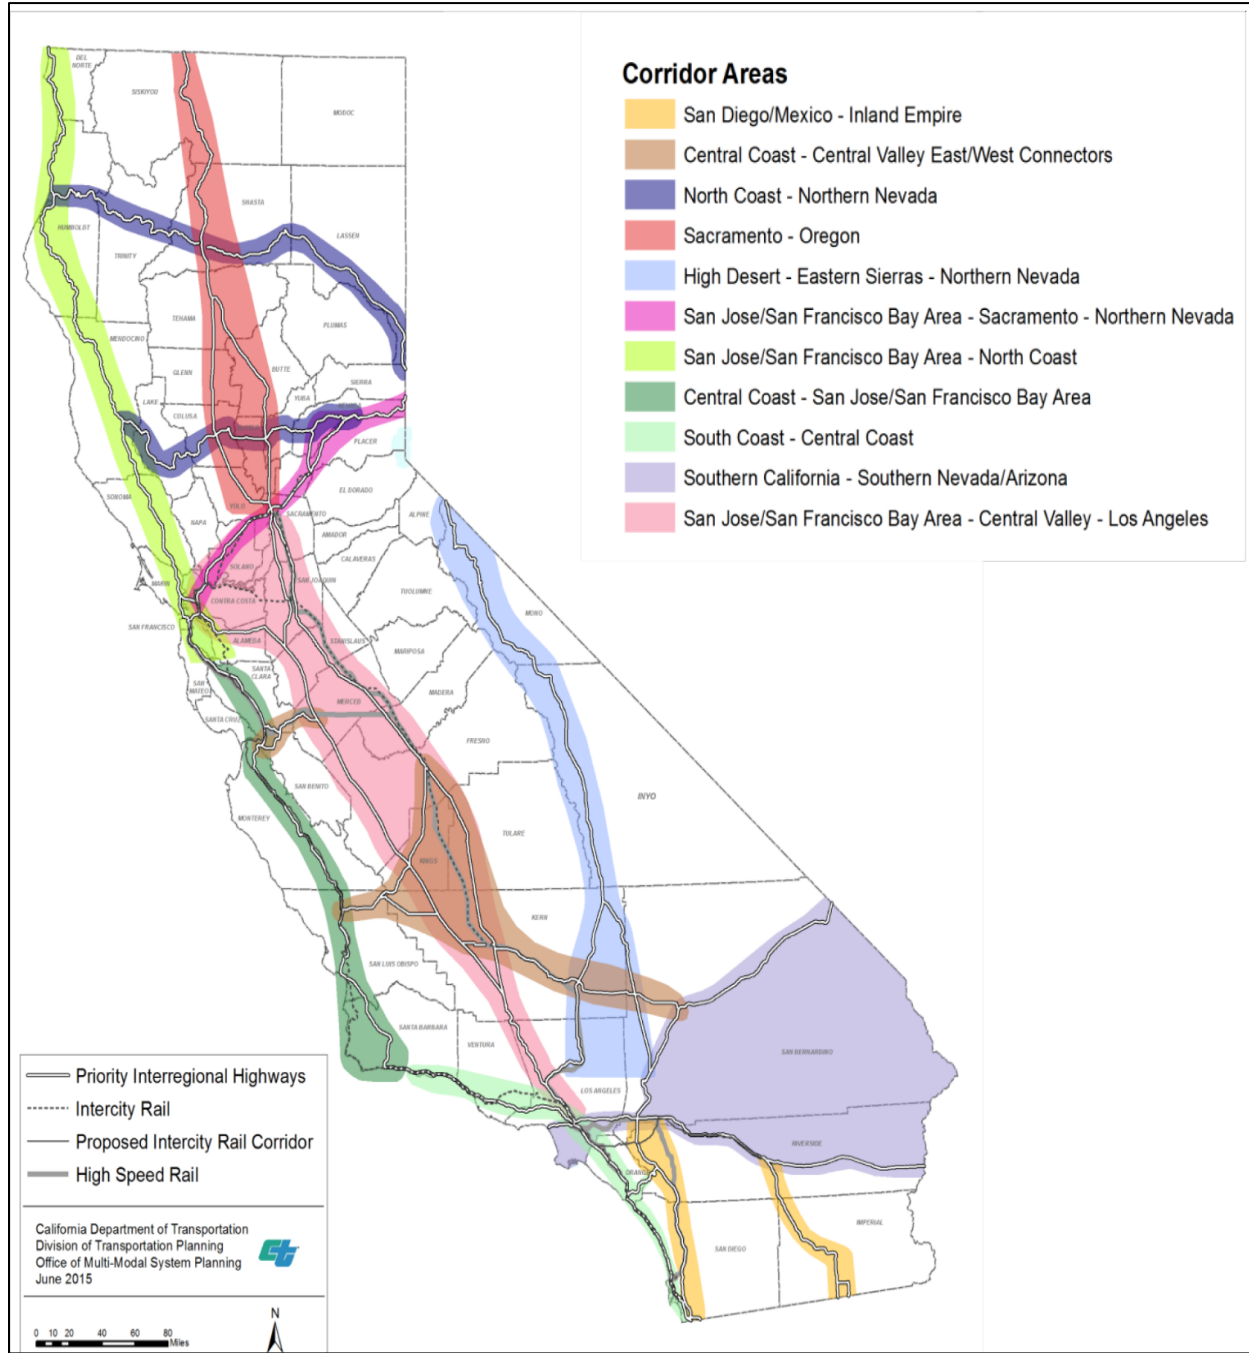 Corridor Areas
San Diego/Mexico - Inland Empire
Central Coast - Central Valley East/West Connectors
North Coast - Northern Nevada
Sacramento - Oregon
High Desert - Eastern Sierras - Northern Nevada
San Jose/San Francisco Bay Area - Sacramento - Northern Nevada
San Jose/San Francisco Bay Area - North Coast
Central Coast - San Jose/San Francisco Bay Area
South Coast - Central Coast
Southern California - Southern Nevada/Arizona
San Jose/San Francisco Bay Area - Central Valley - Los Angeles
DEL
NORTE
SISKIYOU
MODOC
SHASTA
LASSEN
HUMBOLDT
TRINITY
TEHAMA
PLUMAS
MENDOCINO
GLENN
BUTTE
SIERRA
LAKE
COLUSA
YUBA
PLACER
SONOMA
NAPA
YOLO
SACRAMENTO
EL DORADO
ALPINE
AMADOR
CALAVERAS
SOLANO
MARIN
SAN JOAQUIN
CONTRA COSTA
TUOLUMNE
MONO
SAN FRANCISCO
ALAMEDA
STANISLAUS
MARIPOSA
SANTA
CLARA
SAN
MATEO
MADERA
MERCED
SANTA CRUZ
FRESNO
SAN BENITO
INYO
MONTEREY
TULARE
KINGS
KERN
SAN LUIS OBISPO
SANTA BARBARA
VENTURA
SAN BERNARDINO
LOS ANGELES
RIVERSIDE
ORANGE
SAN DIEGO
IMPERIAL
Priority Interregional Highways
Intercity Rail
Proposed Intercity Rail Corridor
High Speed Rail
California Department of Transportation
Division of Transportation Planning
Office of Multi-Modal System Planning
June 2015
ct
N
0 10 20 40 60 80
Miles